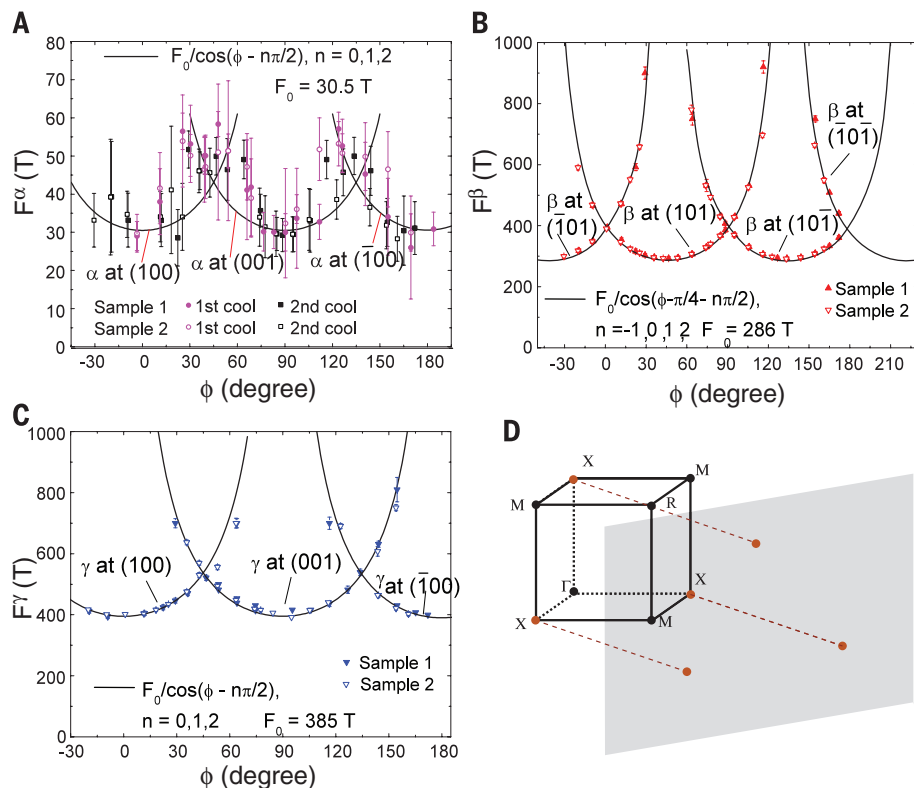 A
F₀/cos(ϕ - nπ/2), n = 0,1,2
F₀ = 30.5 T
80
70
60
50
40
30
20
10
0
F^α (T)
α at (100)
α at (001)
α at (1̅00)
Sample 1 1st cool 2nd cool
Sample 2 1st cool 2nd cool
-30 0 30 60 90 120 150 180
ϕ (degree)
B
1000
800
600
400
200
0
F^β (T)
β at
(1̅01̅)
β at
(1̅01)
β at (101)
β at (101̅)
F₀/cos(ϕ-π/4- nπ/2),
n =-1,0,1,2 F₀ =286 T
Sample 1
Sample 2
-30 0 30 60 90 120 150 180 210
ϕ (degree)
C
1000
800
600
400
200
0
F^γ (T)
γ at (100)
γ at (001)
γ at (1̅00)
Sample 1
Sample 2
F₀/cos(ϕ - nπ/2),
n = 0,1,2 F₀ = 385 T
-30 0 30 60 90 120 150 180
ϕ (degree)
D
X
M
M
R
Γ
X
X
M